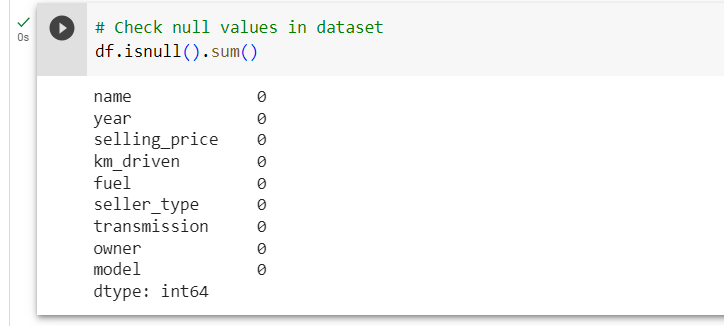 0s
# Check null values in dataset
df.isnull().sum()
name 0
year 0
selling_price 0
km_driven 0
fuel 0
seller_type 0
transmission 0
owner 0
model 0
dtype: int64